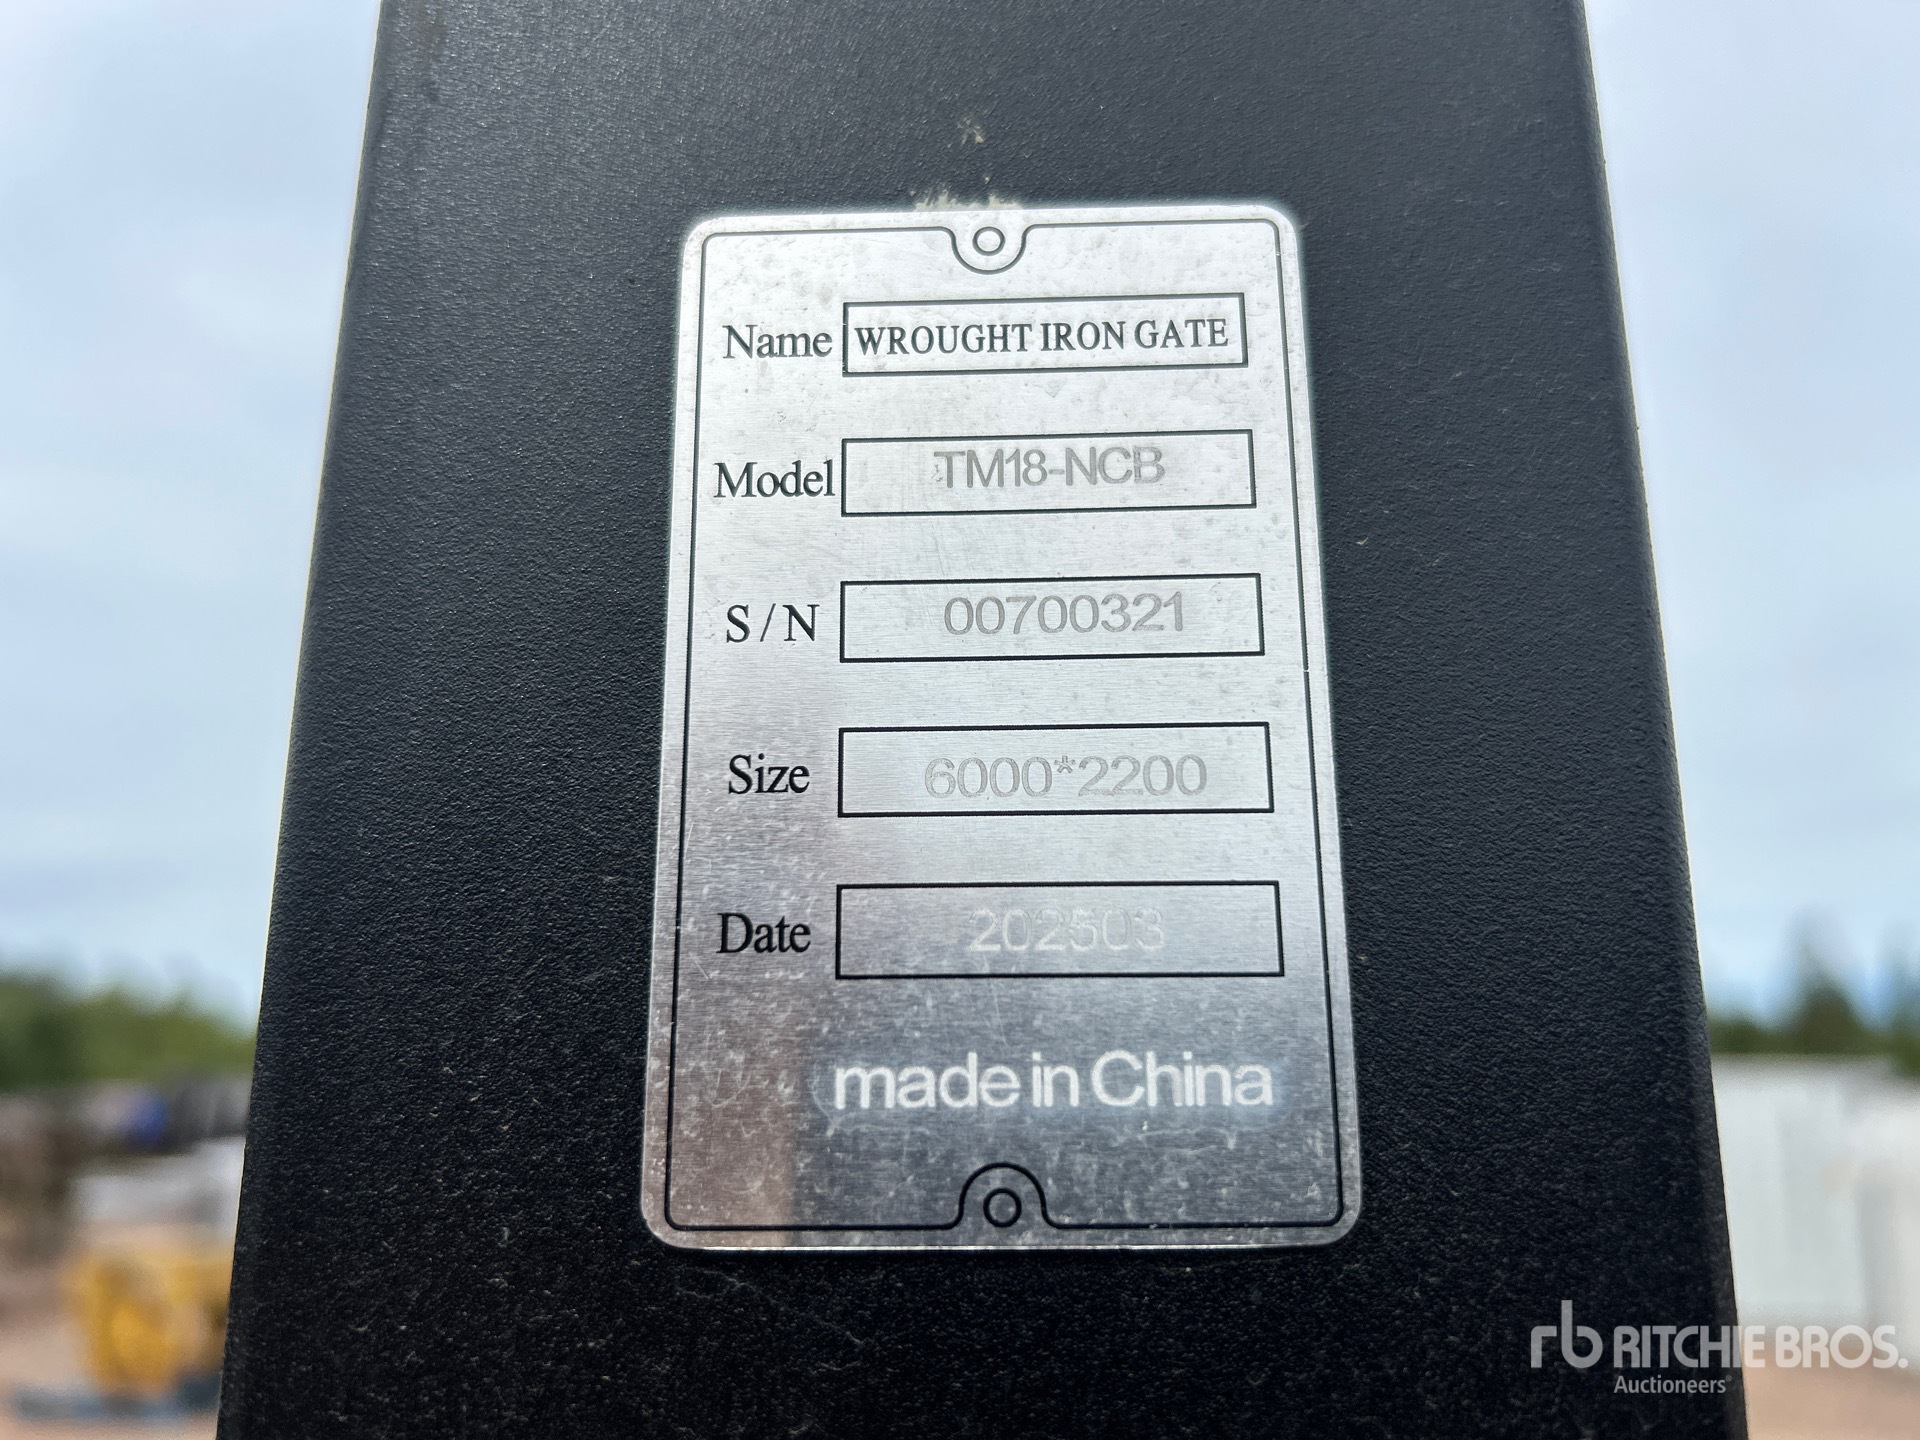 Name WROUGHT IRON GATE
Model TM18-NCB
S/N 00700321
Size 6000*2200
Date 202503
made in China
rb RITCHIE BROS.
Auctioneers